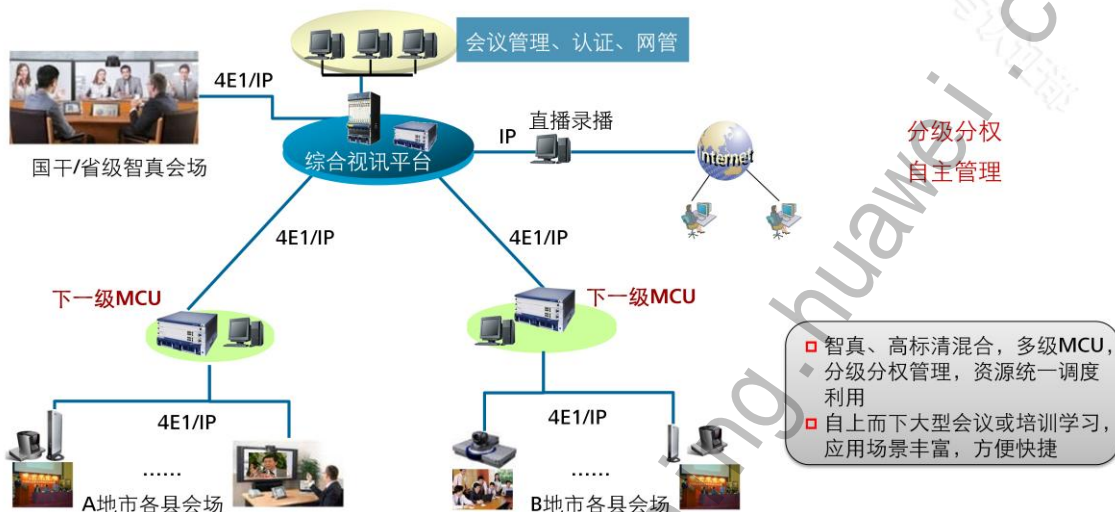 会议管理、认证、网管
4E1/IP
国干/省级智真会场
综合视讯平台
IP
直播录播
Internet
分级分权
自主管理
4E1/IP
4E1/IP
下一级MCU
下一级MCU
智真、高标清混合，多级MCU，
分级分权管理，资源统一调度
利用
自上而下大型会议或培训学习，
应用场景丰富，方便快捷
4E1/IP
4E1/IP
......
......
A地市各县会场
B地市各县会场
ning.huawei.c